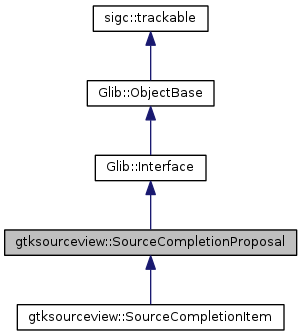 sigc::trackable
Glib::ObjectBase
Glib::Interface
gtksourceview::SourceCompletionProposal
gtksourceview::SourceCompletionItem